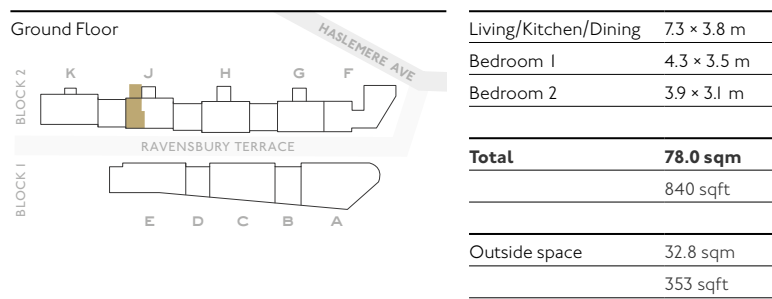 Ground Floor
HASLEMERE AVE
BLOCK 2
K J H G F
RAVENSBURY TERRACE
BLOCK 1
E D C B A
Living/Kitchen/Dining 7.3 × 3.8 m
Bedroom 1 4.3 × 3.5 m
Bedroom 2 3.9 × 3.1 m
Total 78.0 sqm
840 sqft
Outside space 32.8 sqm
353 sqft